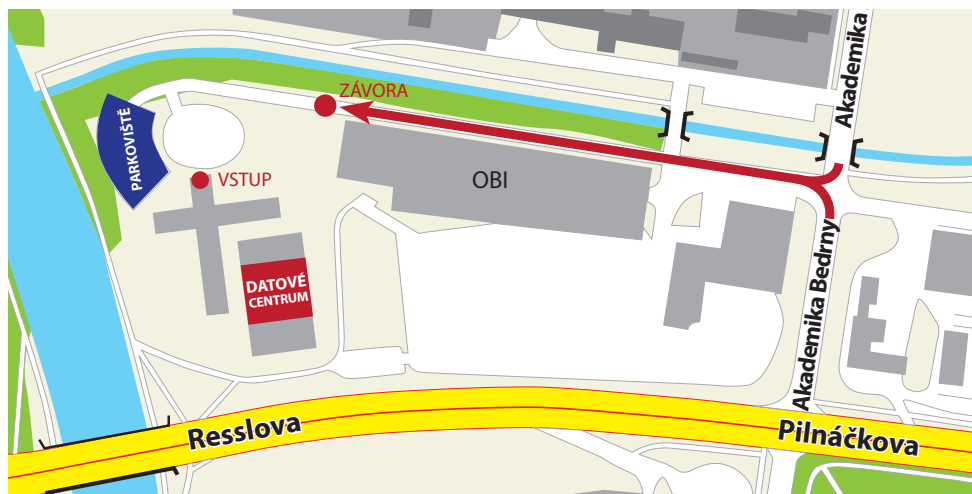 Akademika
ZÁVORA
PARKOVIŠTĚ
VSTUP
OBI
DATOVÉ
CENTRUM
Akademika Bedrny
Resslova
Pilnáčkova